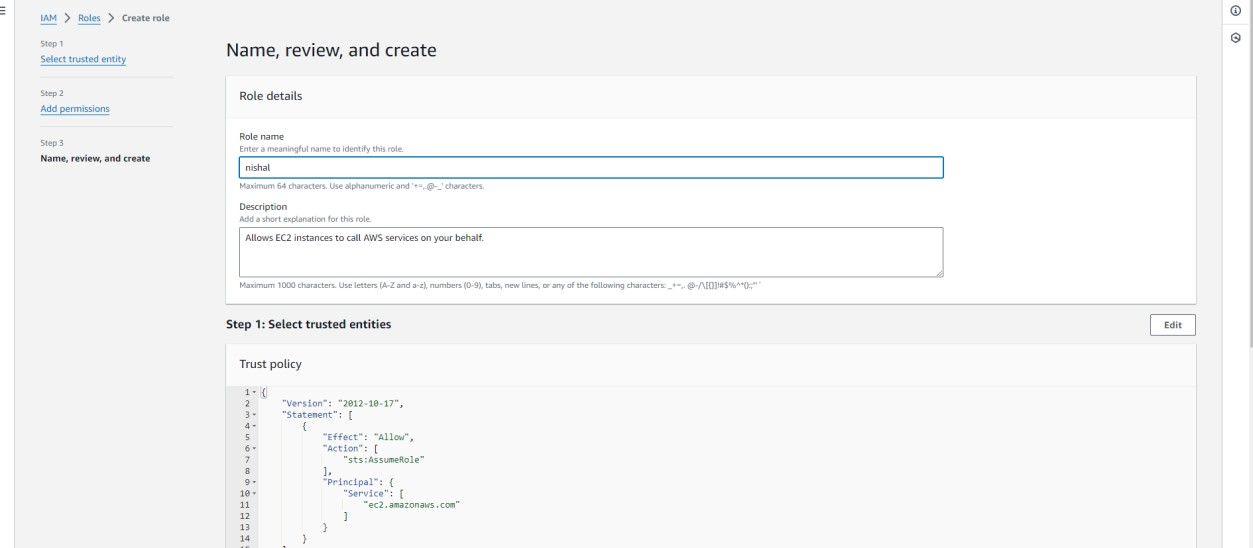 IAM > Roles > Create role
Step 1
Select trusted entity
Step 2
Add permissions
Step 3
Name, review, and create
Name, review, and create
Role details
Role name
Enter a meaningful name to identify this role.
nishal
Maximum 64 characters. Use alphanumeric and '+=,.@-_' characters.
Description
Add a short explanation for this role.
Allows EC2 instances to call AWS services on your behalf.
Maximum 1000 characters. Use letters (A-Z and a-z), numbers (0-9), tabs, new lines, or any of the following characters: _+=,. @-/\[{}]!#$%^*();:"'`
Step 1: Select trusted entities
Edit
Trust policy
1 {
2 "Version": "2012-10-17",
3 "Statement": [
4 {
5 "Effect": "Allow",
6 "Action": [
7 "sts:AssumeRole"
8 ],
9 "Principal": {
10 "Service": [
11 "ec2.amazonaws.com"
12 ]
13 }
14 }